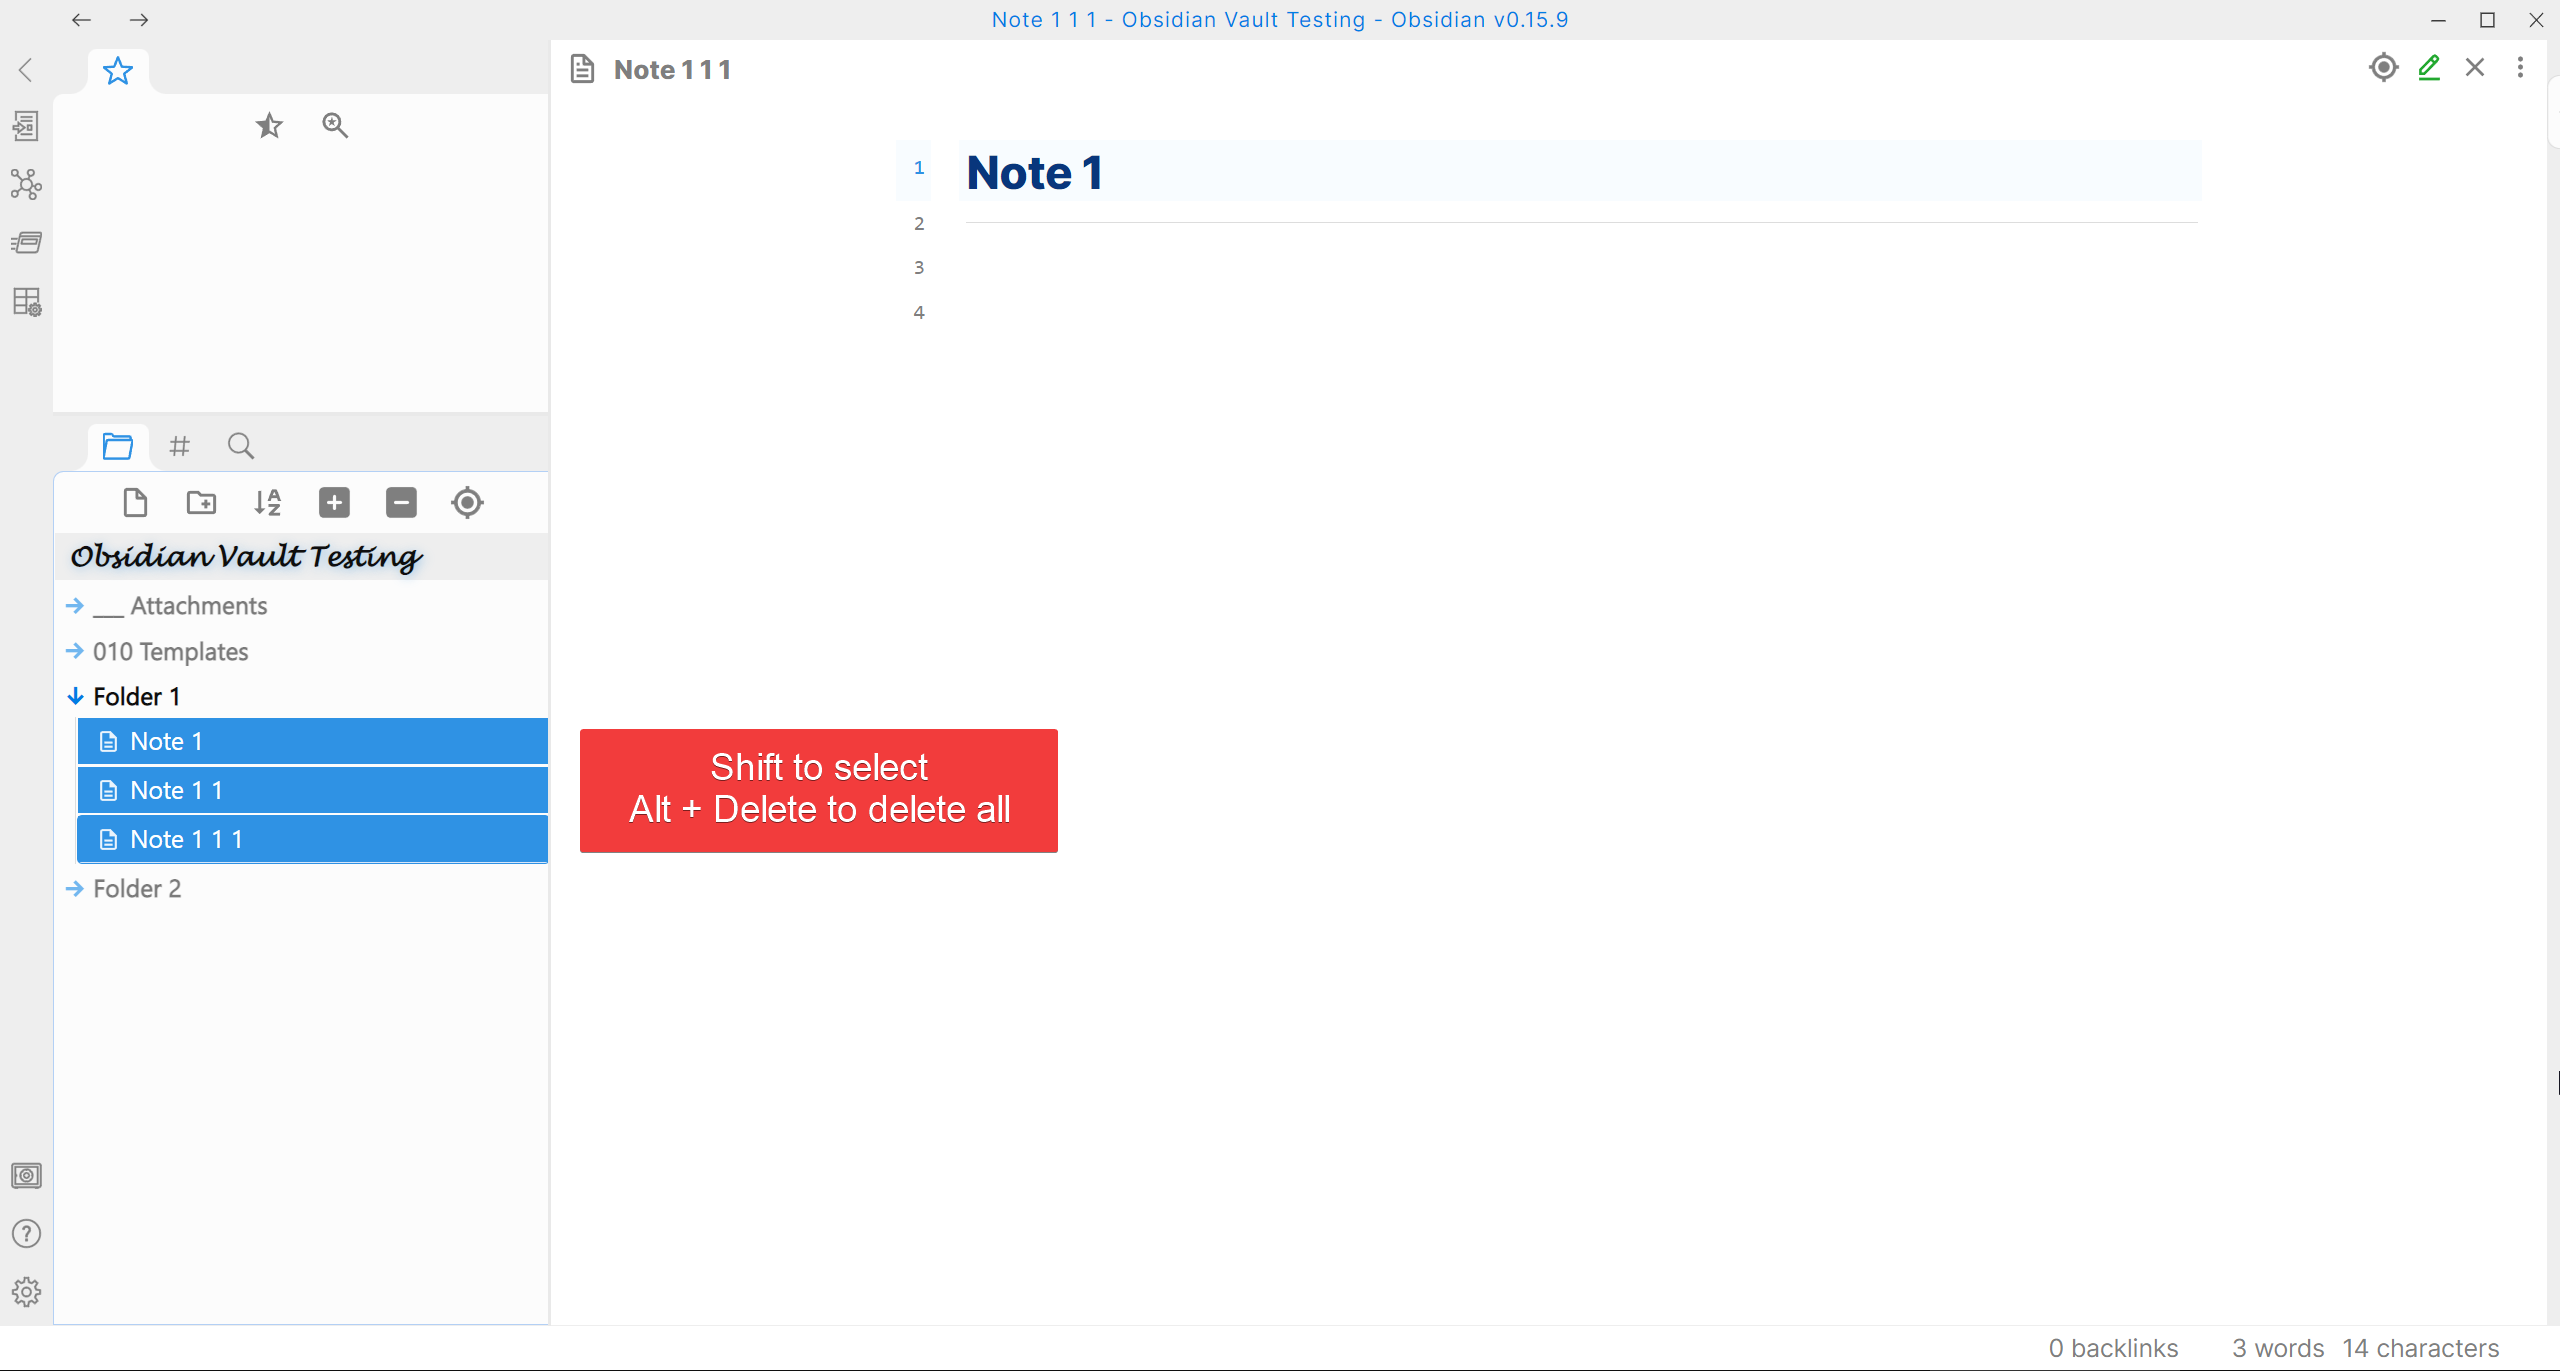 Note 1 1 1 - Obsidian Vault Testing - Obsidian v0.15.9
Note 1 1 1
1
Note 1
2
3
4
#
Obsidian Vault Testing
___ Attachments
010 Templates
Folder 1
Note 1
Note 1 1
Note 1 1 1
Folder 2
Shift to select
Alt + Delete to delete all
0 backlinks 3 words 14 characters